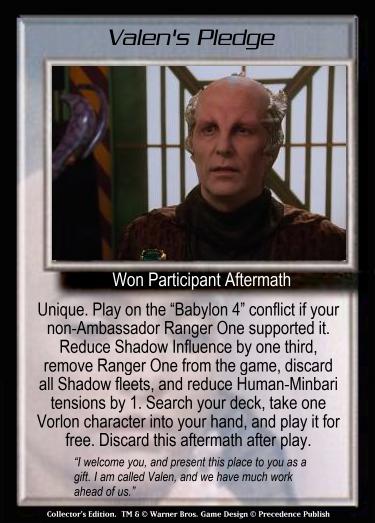 Valen's Pledge
Won Participant Aftermath
Unique. Play on the “Babylon 4” conflict if your
non-Ambassador Ranger One supported it.
Reduce Shadow Influence by one third,
remove Ranger One from the game, discard
all Shadow fleets, and reduce Human-Minbari
tensions by 1. Search your deck, take one
Vorlon character into your hand, and play it for
free. Discard this aftermath after play.
“I welcome you, and present this place to you as a
gift. I am called Valen, and we have much work
ahead of us.”
Collector's Edition. TM & © Warner Bros. Game Design © Precedence Publish